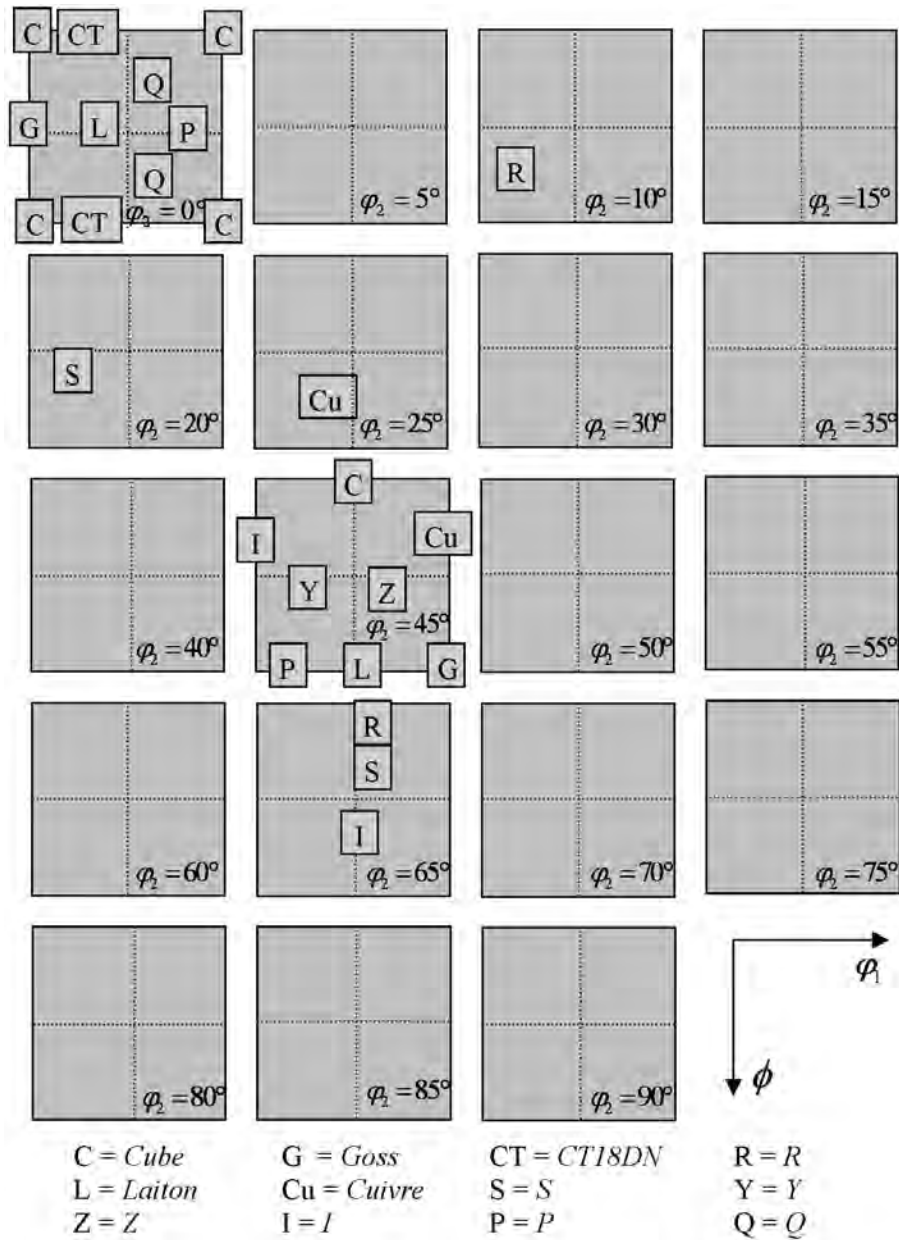 C CT C
Q
G L P
Q
C CT C
φ₂ = 0°
φ₂ = 5°
R
φ₂ = 10°
φ₂ = 15°
S
φ₂ = 20°
Cu
φ₂ = 25°
φ₂ = 30°
φ₂ = 35°
φ₂ = 40°
C
I Cu
Y Z
φ₂ = 45°
P L G
φ₂ = 50°
φ₂ = 55°
φ₂ = 60°
R
S
I
φ₂ = 65°
φ₂ = 70°
φ₂ = 75°
φ₂ = 80°
φ₂ = 85°
φ₂ = 90°
φ₁
ϕ
C = Cube G = Goss CT = CT18DN R = R
L = Laiton Cu = Cuivre S = S Y = Y
Z = Z I = I P = P Q = Q